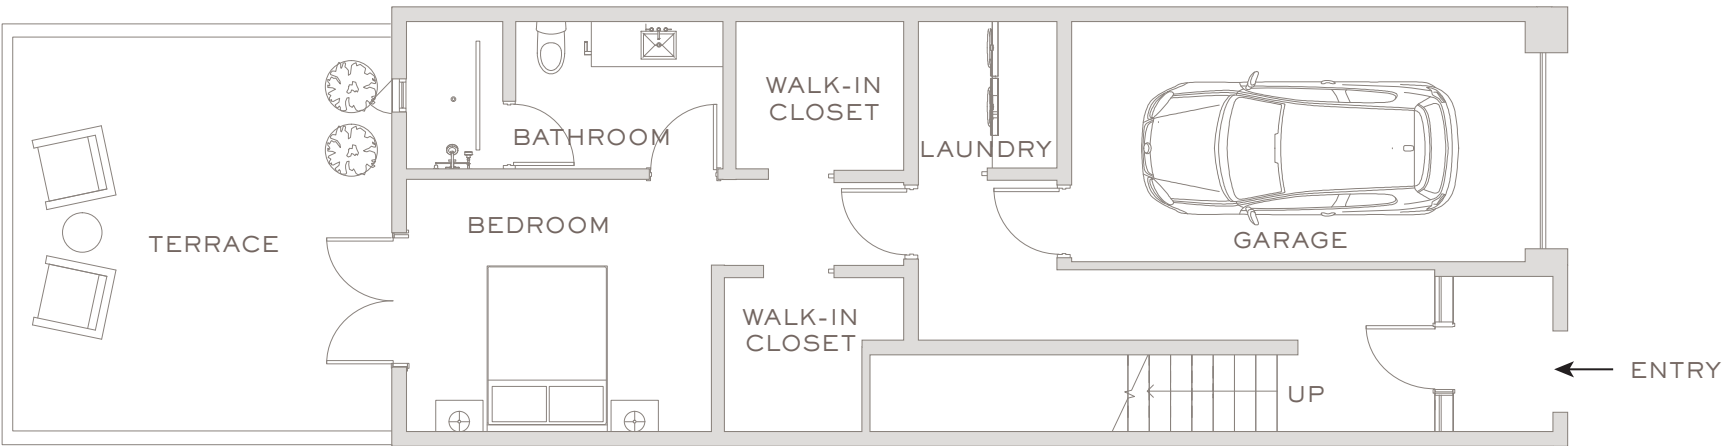 WALK-IN
CLOSET
BATHROOM
LAUNDRY
BEDROOM
TERRACE
GARAGE
WALK-IN
CLOSET
ENTRY
UP